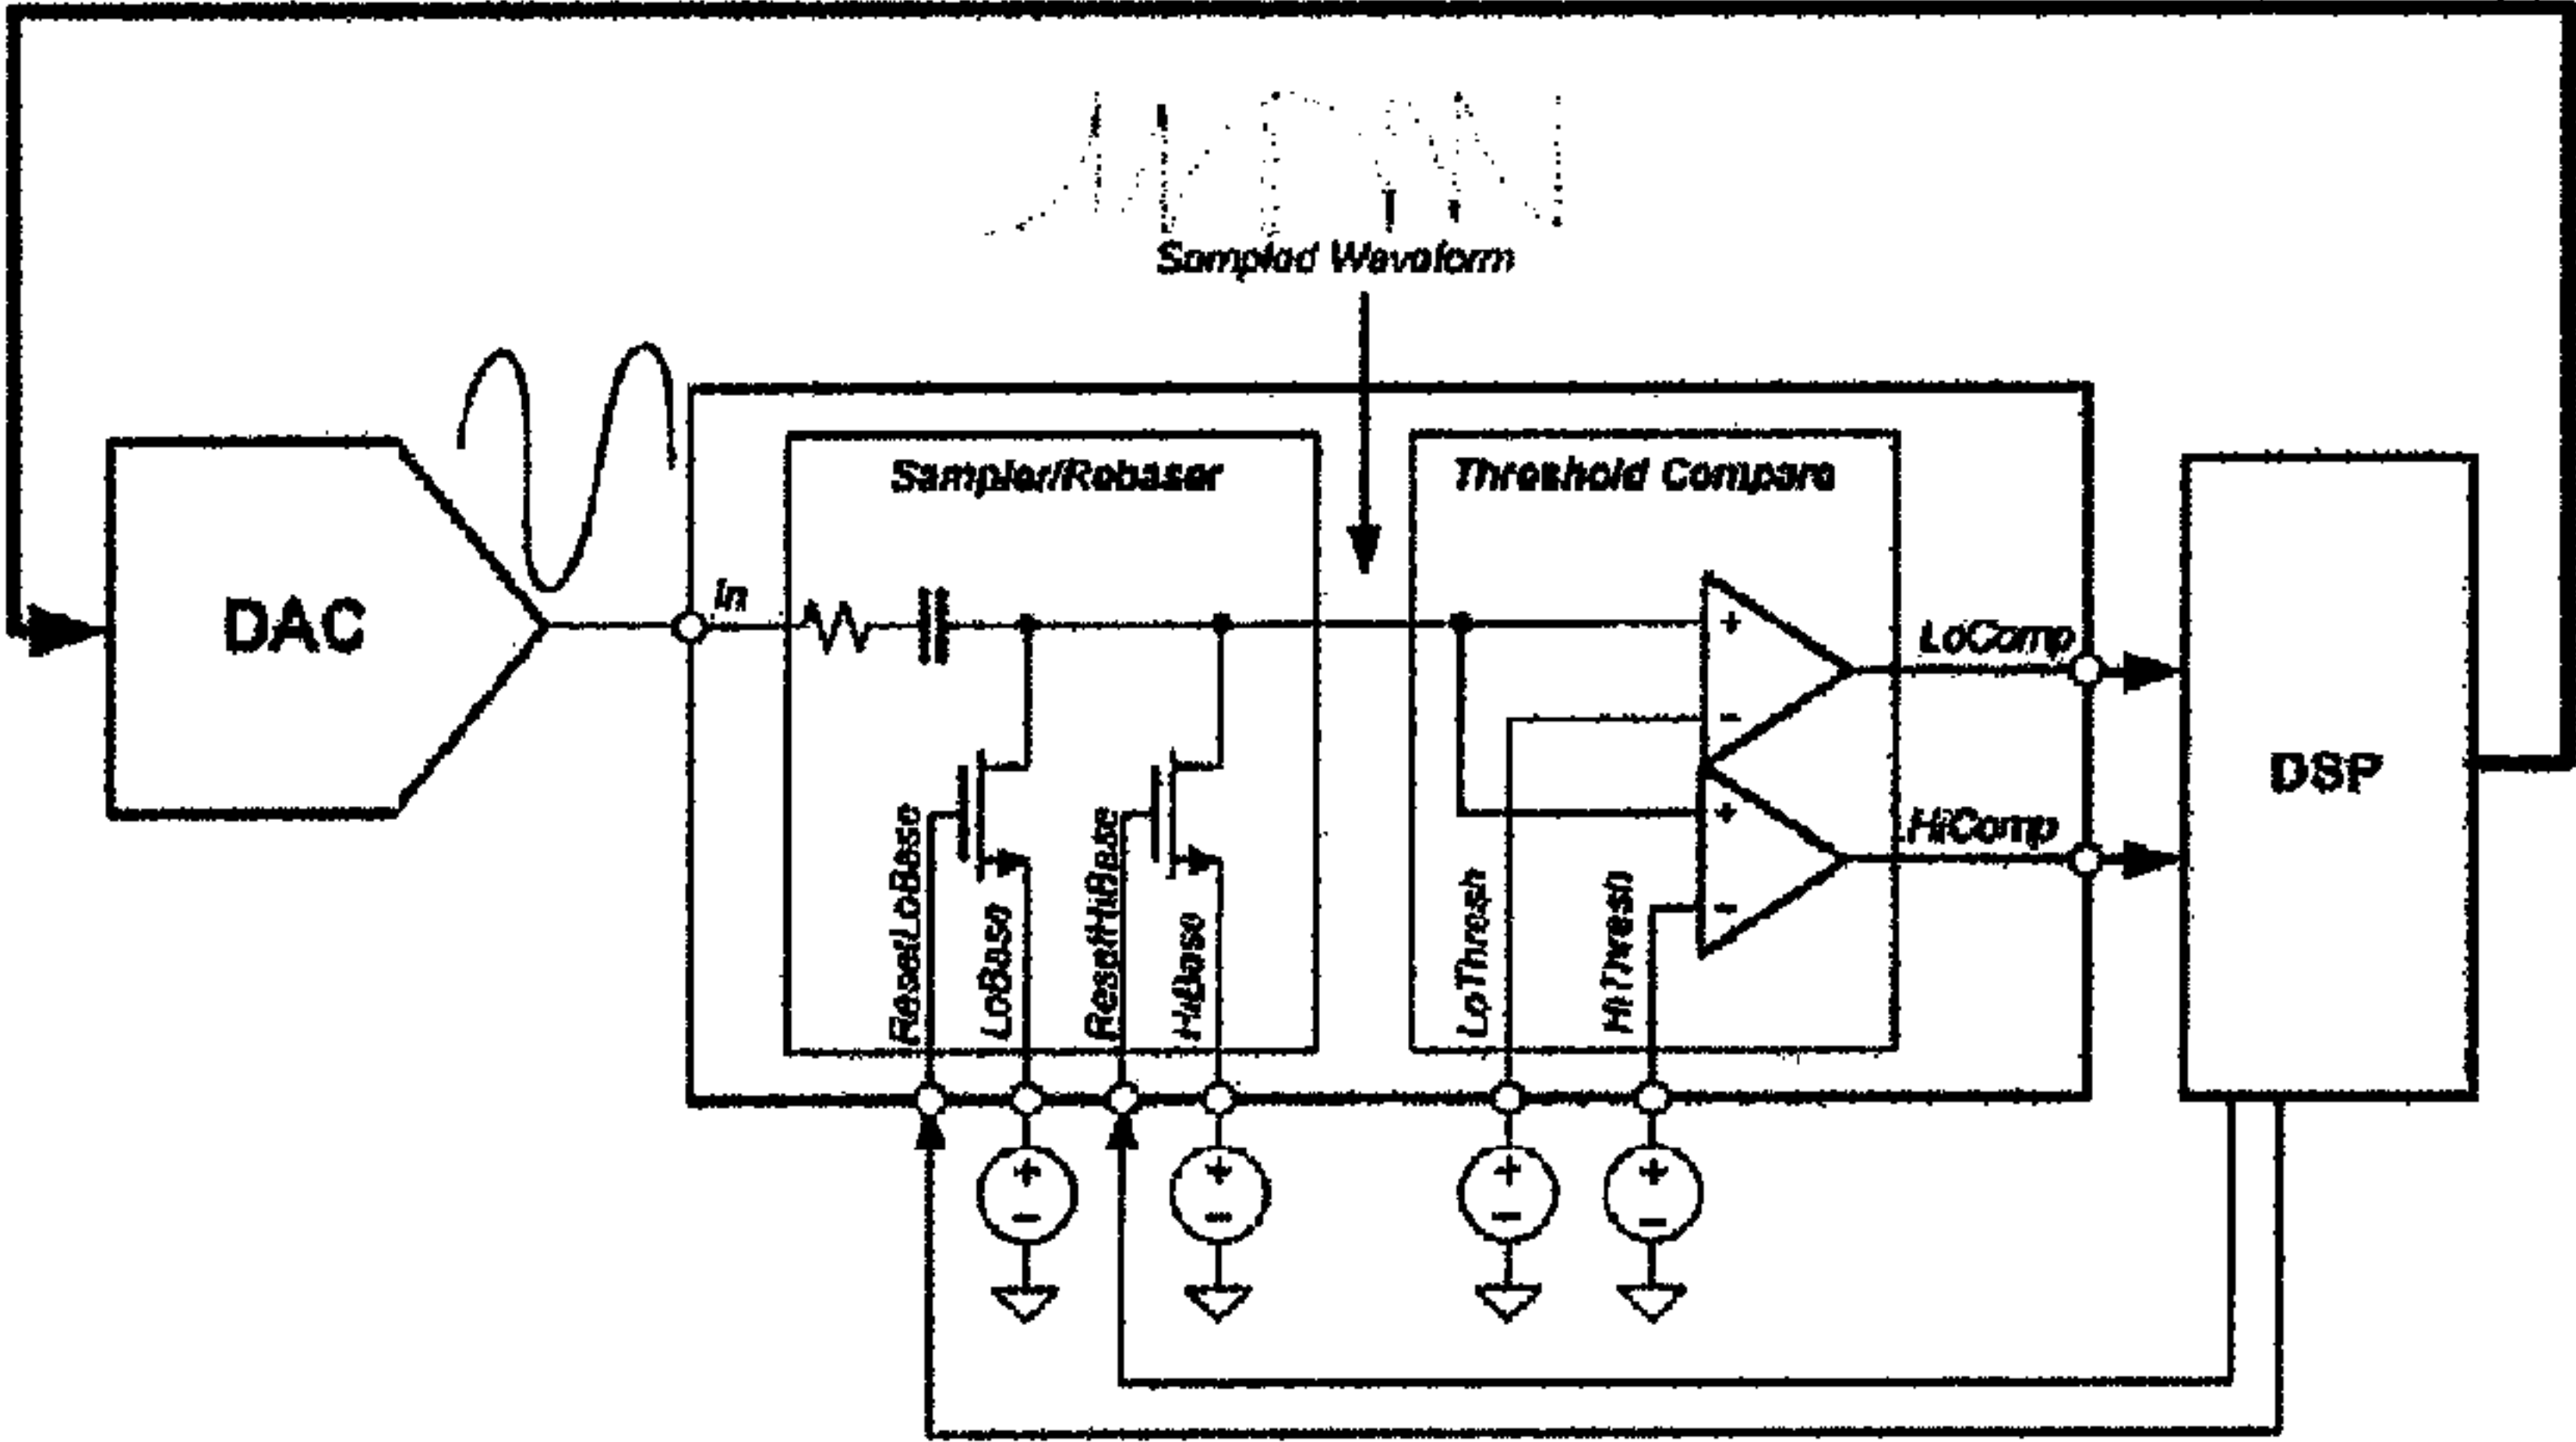 Sampled Waveform
Sampler/Rebaser
Threshold Compare
In
DAC
+
-
LoComp
+
-
HiComp
DSP
ResetLoBase
LoBase
ResetHiBase
HiBase
LoThresh
HiThresh
+
-
+
-
+
-
+
-